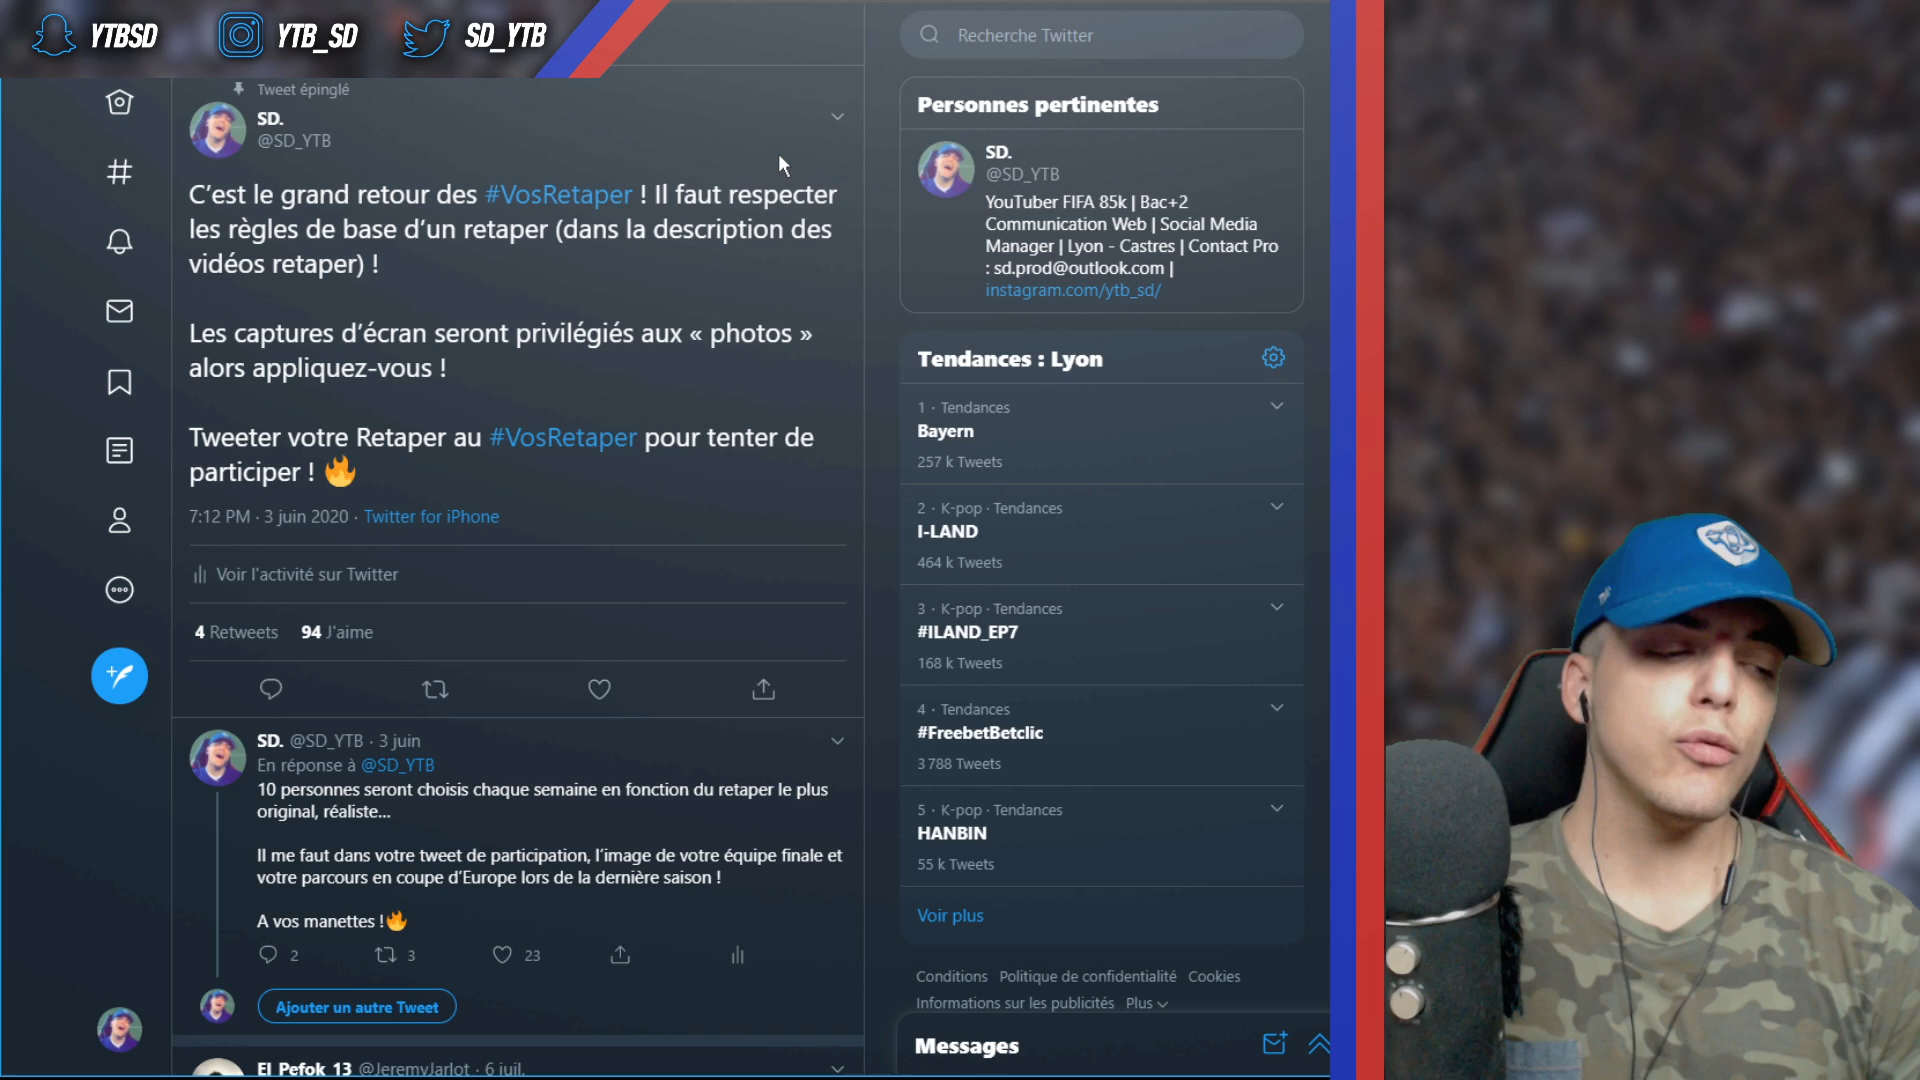 YTBSD
YTB_SD
SD_YTB
Recherche Twitter
Tweet épinglé
SD.
@SD_YTB
C'est le grand retour des #VosRetaper ! Il faut respecter
les règles de base d'un retaper (dans la description des
vidéos retaper) !
Les captures d'écran seront privilégiés aux « photos »
alors appliquez-vous !
Tweeter votre Retaper au #VosRetaper pour tenter de
participer ! 🔥
7:12 PM · 3 juin 2020 · Twitter for iPhone
Voir l'activité sur Twitter
4 Retweets 94 J'aime
SD. @SD_YTB · 3 juin
En réponse à @SD_YTB
10 personnes seront choisis chaque semaine en fonction du retaper le plus
original, réaliste...
Il me faut dans votre tweet de participation, l'image de votre équipe finale et
votre parcours en coupe d'Europe lors de la dernière saison !
A vos manettes !🔥
2 3 23
Ajouter un autre Tweet
El Pefok 13 @JeremyJarlot · 6 juil.
Personnes pertinentes
SD.
@SD_YTB
YouTuber FIFA 85k | Bac+2
Communication Web | Social Media
Manager | Lyon - Castres | Contact Pro
: sd.prod@outlook.com |
instagram.com/ytb_sd/
Tendances : Lyon
1 · Tendances
Bayern
257 k Tweets
2 · K-pop · Tendances
I-LAND
464 k Tweets
3 · K-pop · Tendances
#ILAND_EP7
168 k Tweets
4 · Tendances
#FreebetBetclic
3 788 Tweets
5 · K-pop · Tendances
HANBIN
55 k Tweets
Voir plus
Conditions Politique de confidentialité Cookies
Informations sur les publicités Plus
Messages